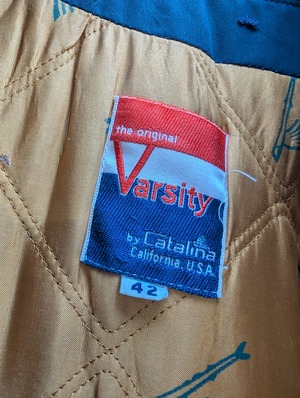 the original
Varsity
by Catalina
California, U.S.A.
42